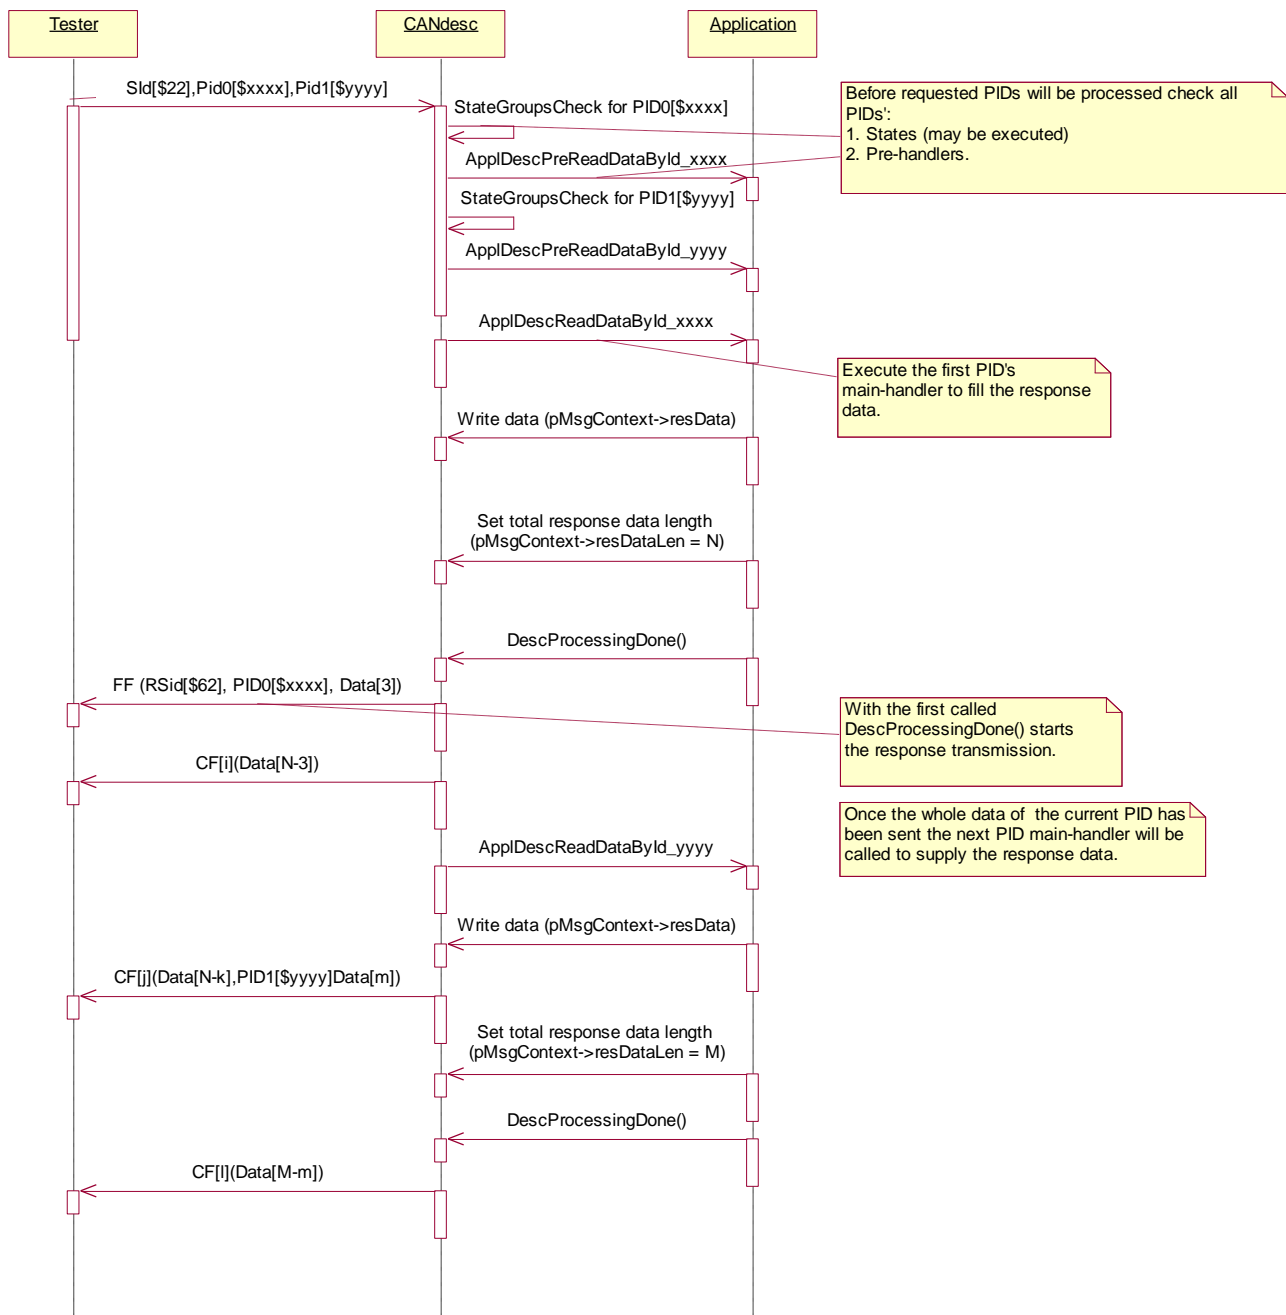 Tester
CANdesc
Application
SId[$22],Pid0[$xxxx],Pid1[$yyyy]
StateGroupsCheck for PID0[$xxxx]
Before requested PIDs will be processed check all
PIDs':
1. States (may be executed)
2. Pre-handlers.
ApplDescPreReadDataById_xxxx
StateGroupsCheck for PID1[$yyyy]
ApplDescPreReadDataById_yyyy
ApplDescReadDataById_xxxx
Execute the first PID's
main-handler to fill the response
data.
Write data (pMsgContext->resData)
Set total response data length
(pMsgContext->resDataLen = N)
DescProcessingDone()
FF (RSid[$62], PID0[$xxxx], Data[3])
With the first called
DescProcessingDone() starts
the response transmission.
CF[i](Data[N-3])
Once the whole data of  the current PID has
been sent the next PID main-handler will be
called to supply the response data.
ApplDescReadDataById_yyyy
Write data (pMsgContext->resData)
CF[j](Data[N-k],PID1[$yyyy]Data[m])
Set total response data length
(pMsgContext->resDataLen = M)
DescProcessingDone()
CF[l](Data[M-m])